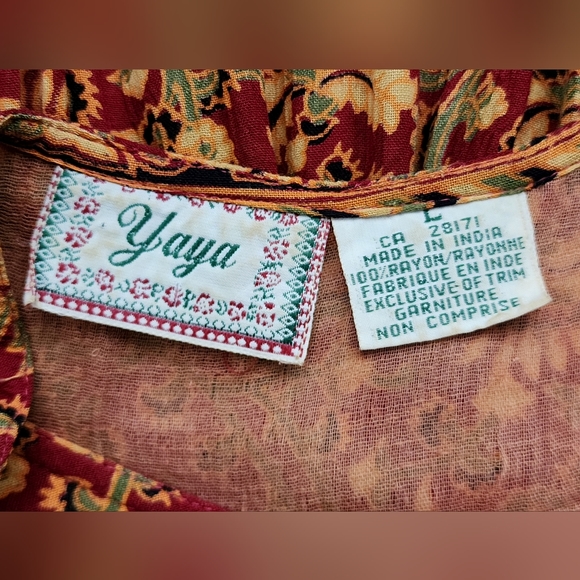 Yaya
L
CA 28171
MADE IN INDIA
100%RAYON/RAYONNE
FABRIQUE EN INDE
EXCLUSIVE-OF TRIM
GARNITURE
NON COMPRISE